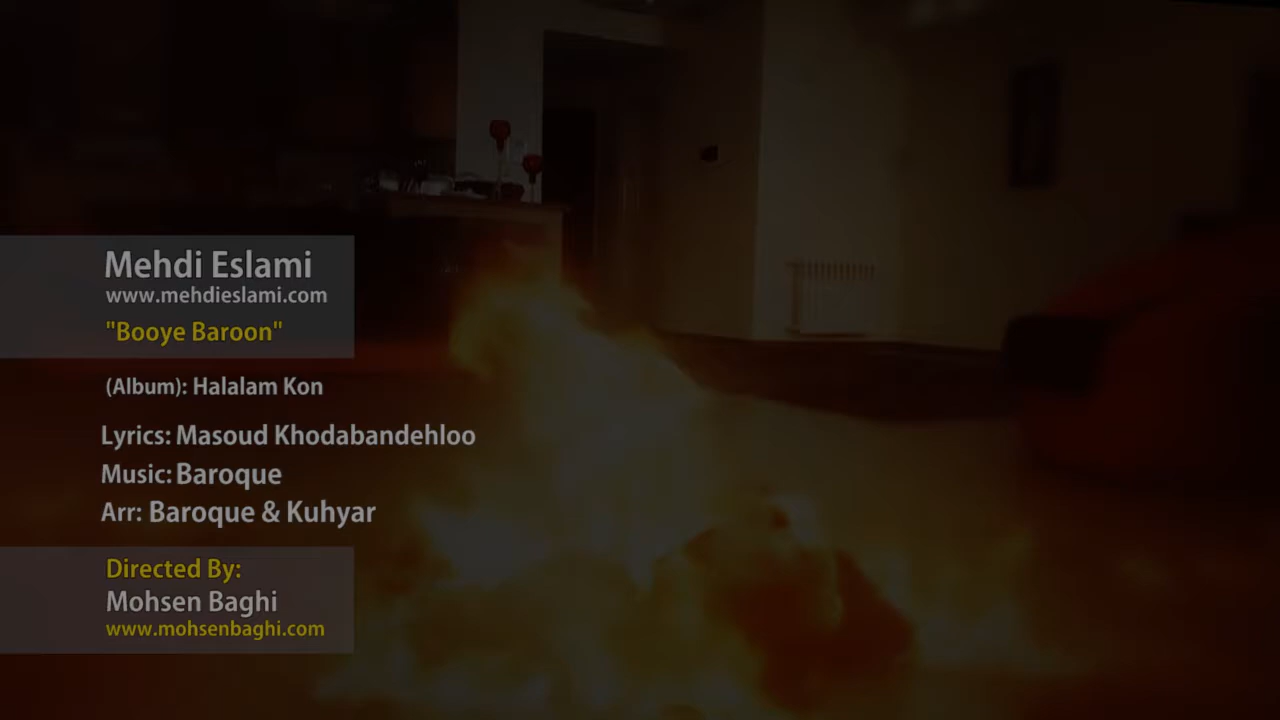 Mehdi Eslami
www.mehdieslami.com
"Booye Baroon"
(Album): Halalam Kon
Lyrics: Masoud Khodabandehloo
Music: Baroque
Arr: Baroque & Kuhyar
Directed By:
Mohsen Baghi
www.mohsenbaghi.com